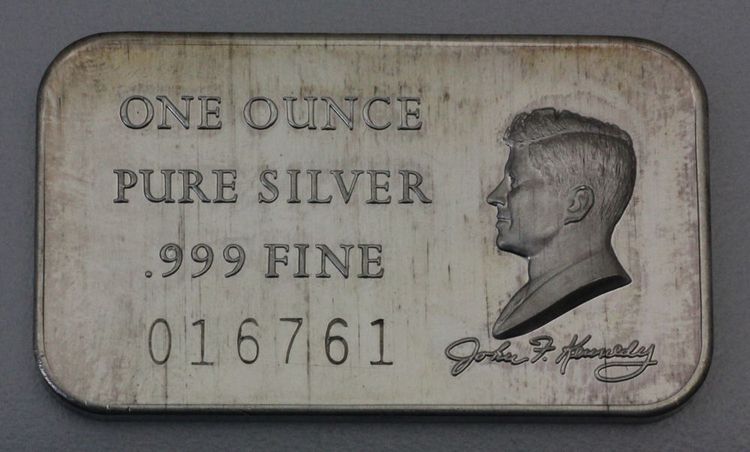 ONE OUNCE
PURE SILVER
.999 FINE
016761
John F. Kennedy